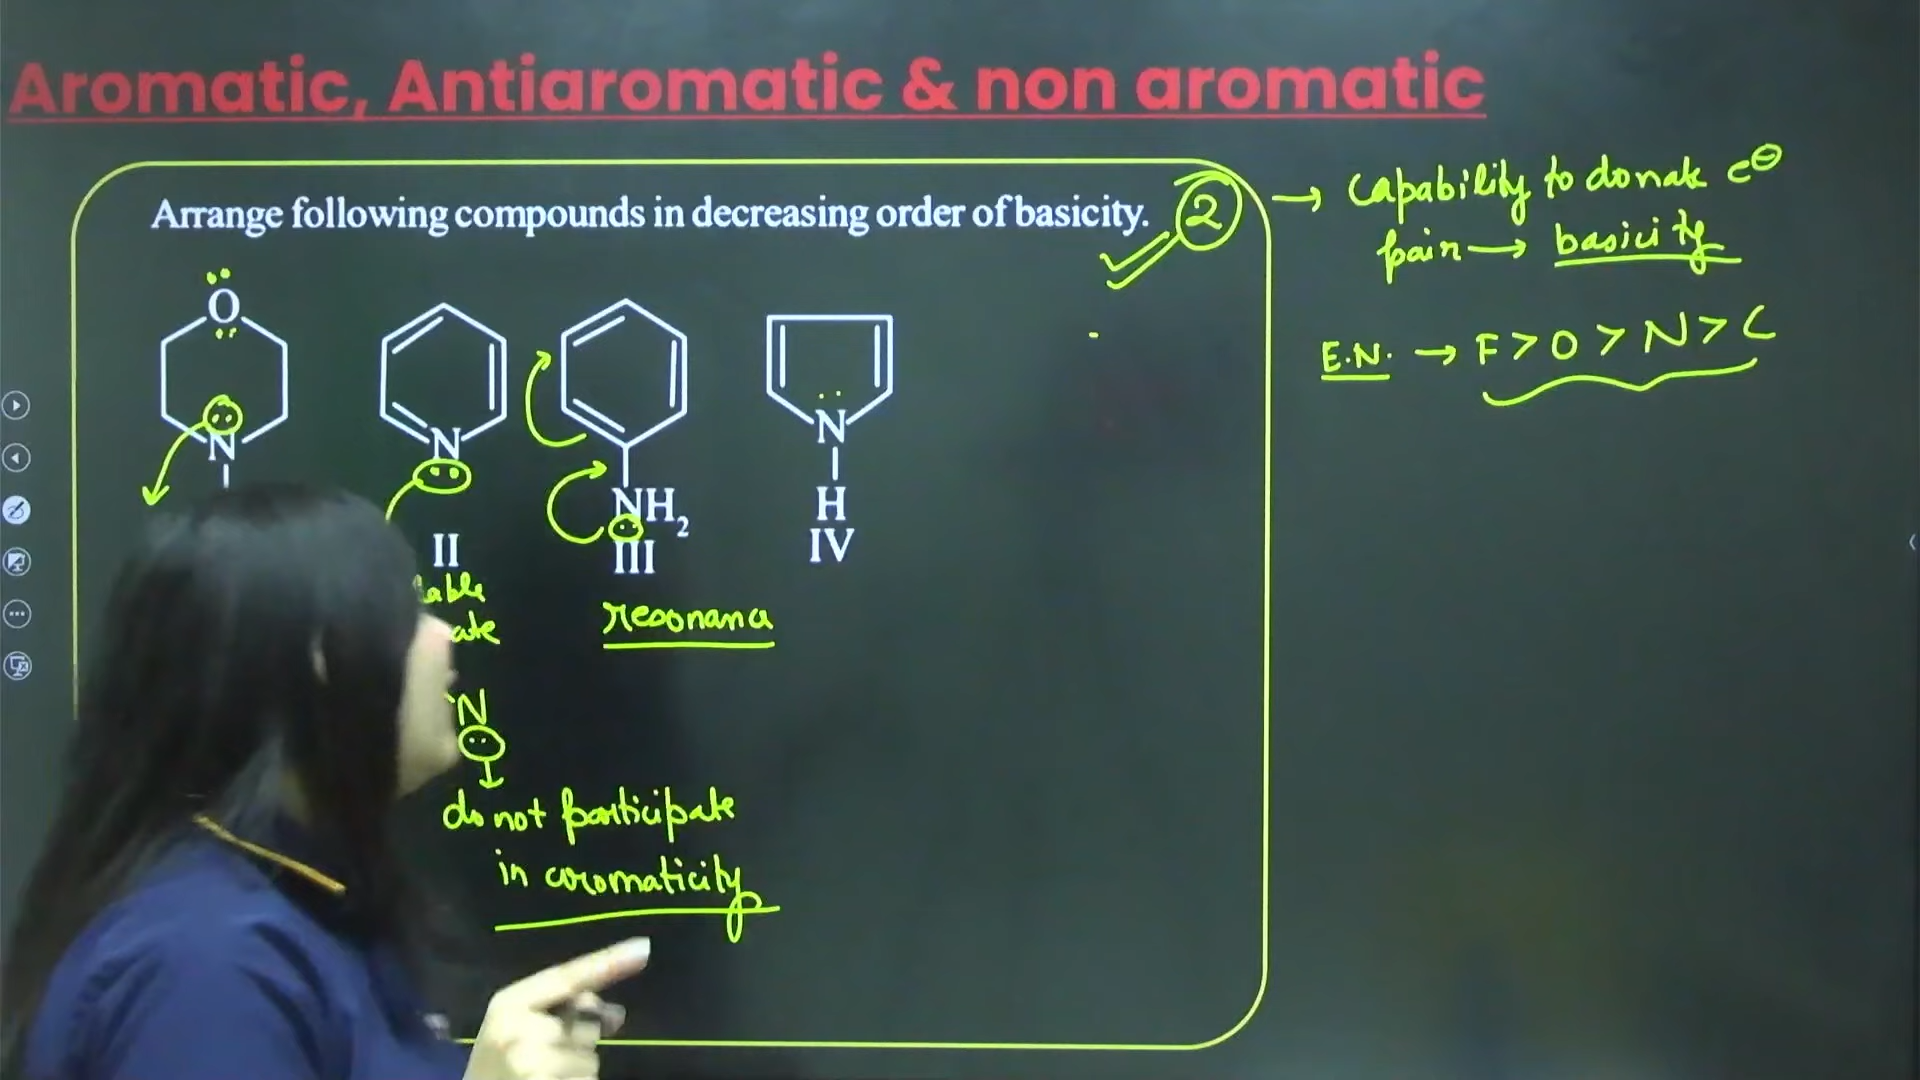 Aromatic, Antiaromatic & non aromatic
Arrange following compounds in decreasing order of basicity.
2
→ capability to donate e⊖
pair → basicity
E.N. → F > O > N > C
O
N
N
NH2
N
H
II
III
IV
resonana
N
do not participate
in aromaticity